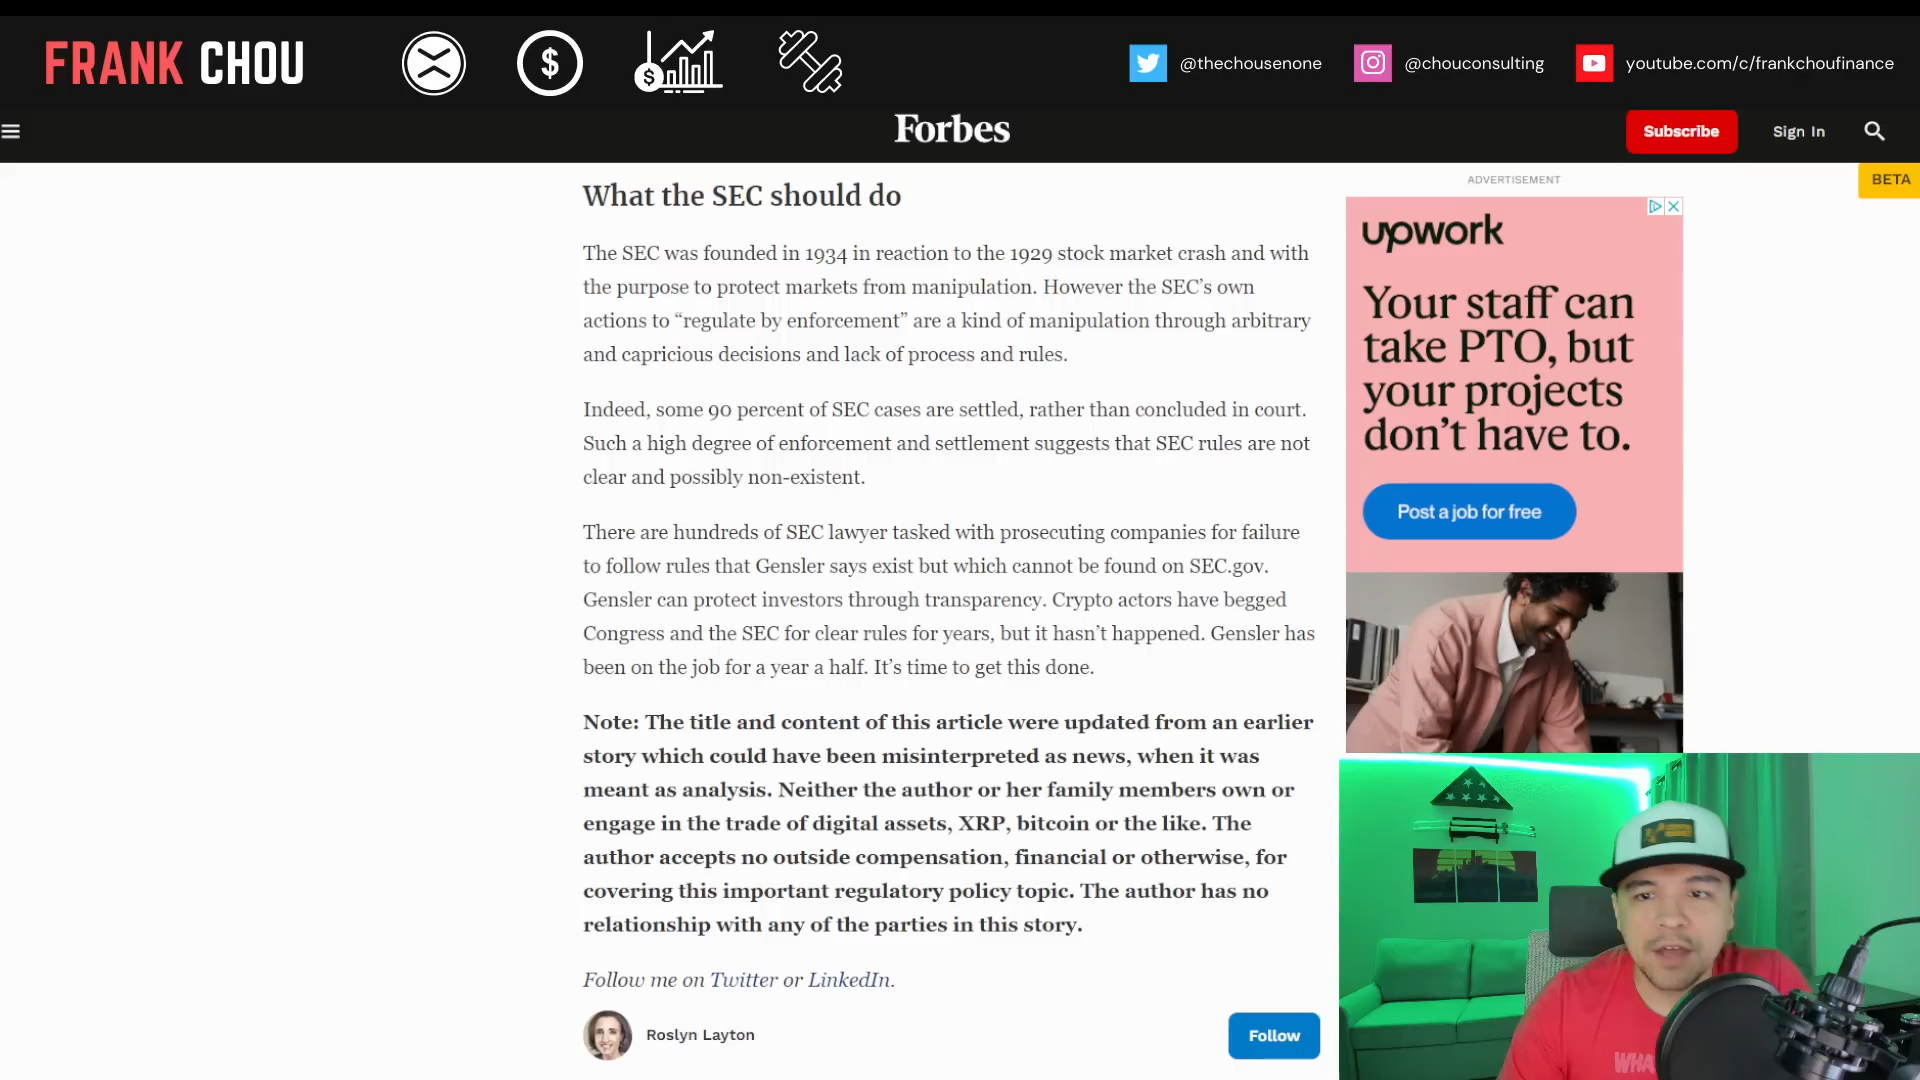 FRANK CHOU
@thechousenone
@chouconsulting
youtube.com/c/frankchoufinance
Forbes
Subscribe
Sign In
BETA
What the SEC should do
The SEC was founded in 1934 in reaction to the 1929 stock market crash and with
the purpose to protect markets from manipulation. However the SEC’s own
actions to “regulate by enforcement” are a kind of manipulation through arbitrary
and capricious decisions and lack of process and rules.
Indeed, some 90 percent of SEC cases are settled, rather than concluded in court.
Such a high degree of enforcement and settlement suggests that SEC rules are not
clear and possibly non-existent.
There are hundreds of SEC lawyer tasked with prosecuting companies for failure
to follow rules that Gensler says exist but which cannot be found on SEC.gov.
Gensler can protect investors through transparency. Crypto actors have begged
Congress and the SEC for clear rules for years, but it hasn’t happened. Gensler has
been on the job for a year a half. It’s time to get this done.
Note: The title and content of this article were updated from an earlier
story which could have been misinterpreted as news, when it was
meant as analysis. Neither the author or her family members own or
engage in the trade of digital assets, XRP, bitcoin or the like. The
author accepts no outside compensation, financial or otherwise, for
covering this important regulatory policy topic. The author has no
relationship with any of the parties in this story.
Follow me on Twitter or LinkedIn.
Roslyn Layton
Follow
ADVERTISEMENT
upwork
Your staff can
take PTO, but
your projects
don’t have to.
Post a job for free